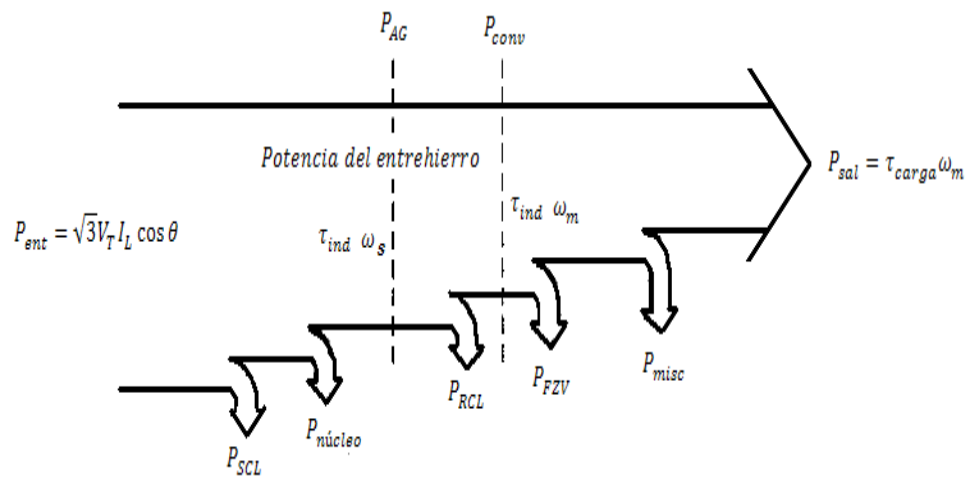 P_AG
P_conv
Potencia del entrehierro
P_sal = τ_carga ω_m
τ_ind ω_m
P_ent = √3 V_T I_L cos θ
τ_ind ω_s
P_misc
P_FZV
P_RCL
P_núcleo
P_SCL